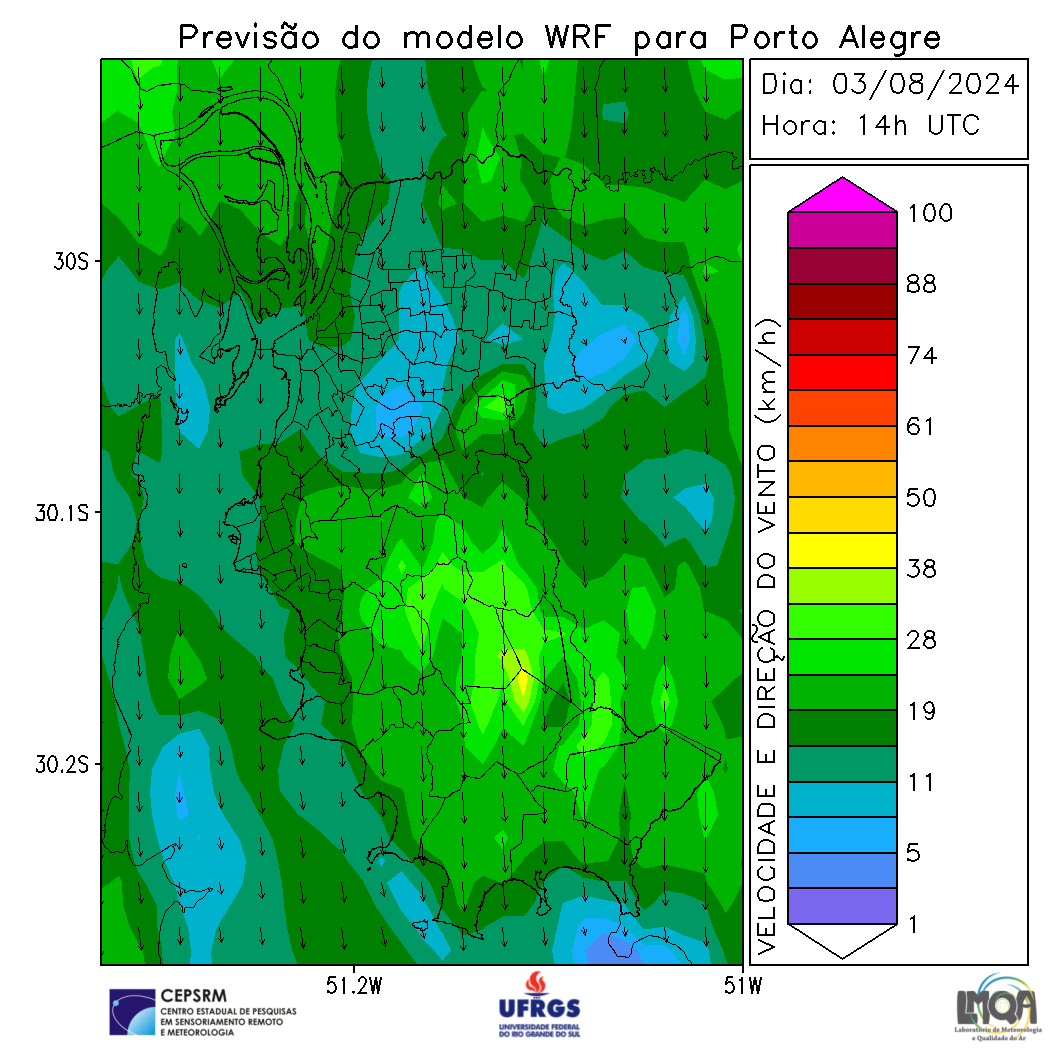 Previsão do modelo WRF para Porto Alegre
Dia: 03/08/2024
Hora: 14h UTC
30S
30.1S
30.2S
51.2W
51W
VELOCIDADE E DIREÇÃO DO VENTO (km/h)
100
88
74
61
50
38
28
19
11
5
1
CEPSRM
CENTRO ESTADUAL DE PESQUISAS
EM SENSORIAMENTO REMOTO
E METEOROLOGIA
UFRGS
UNIVERSIDADE FEDERAL
DO RIO GRANDE DO SUL
LMQA
Laboratório de Meteorologia
e Qualidade do Ar